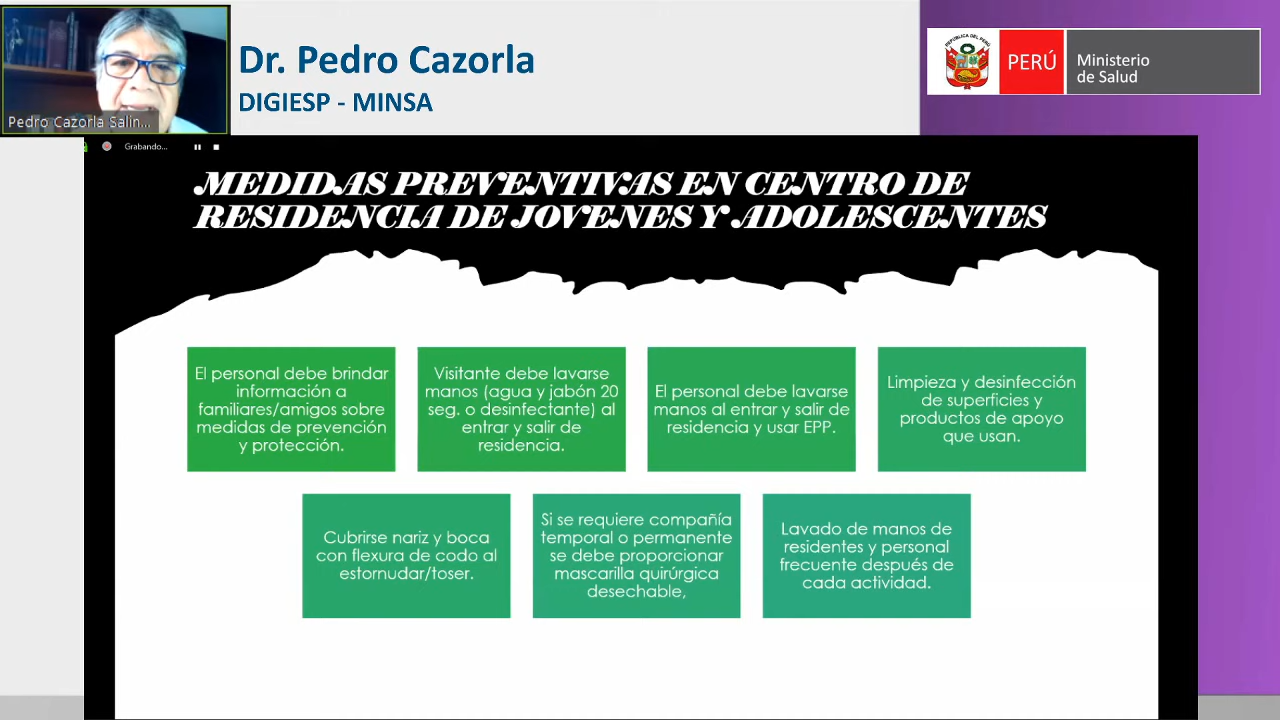 Dr. Pedro Cazorla
DIGIESP - MINSA
Pedro Cazorla Salin...
REPÚBLICA DEL PERÚ
PERÚ
Ministerio
de Salud
Grabando...
MEDIDAS PREVENTIVAS EN CENTRO DE
RESIDENCIA DE JOVENES Y ADOLESCENTES
El personal debe brindar
información a
familiares/amigos sobre
medidas de prevención
y protección.
Visitante debe lavarse
manos (agua y jabón 20
seg. o desinfectante) al
entrar y salir de
residencia.
El personal debe lavarse
manos al entrar y salir de
residencia y usar EPP.
Limpieza y desinfección
de superficies y
productos de apoyo
que usan.
Cubrirse nariz y boca
con flexura de codo al
estornudar/toser.
Si se requiere compañía
temporal o permanente
se debe proporcionar
mascarilla quirúrgica
desechable,
Lavado de manos de
residentes y personal
frecuente después de
cada actividad.